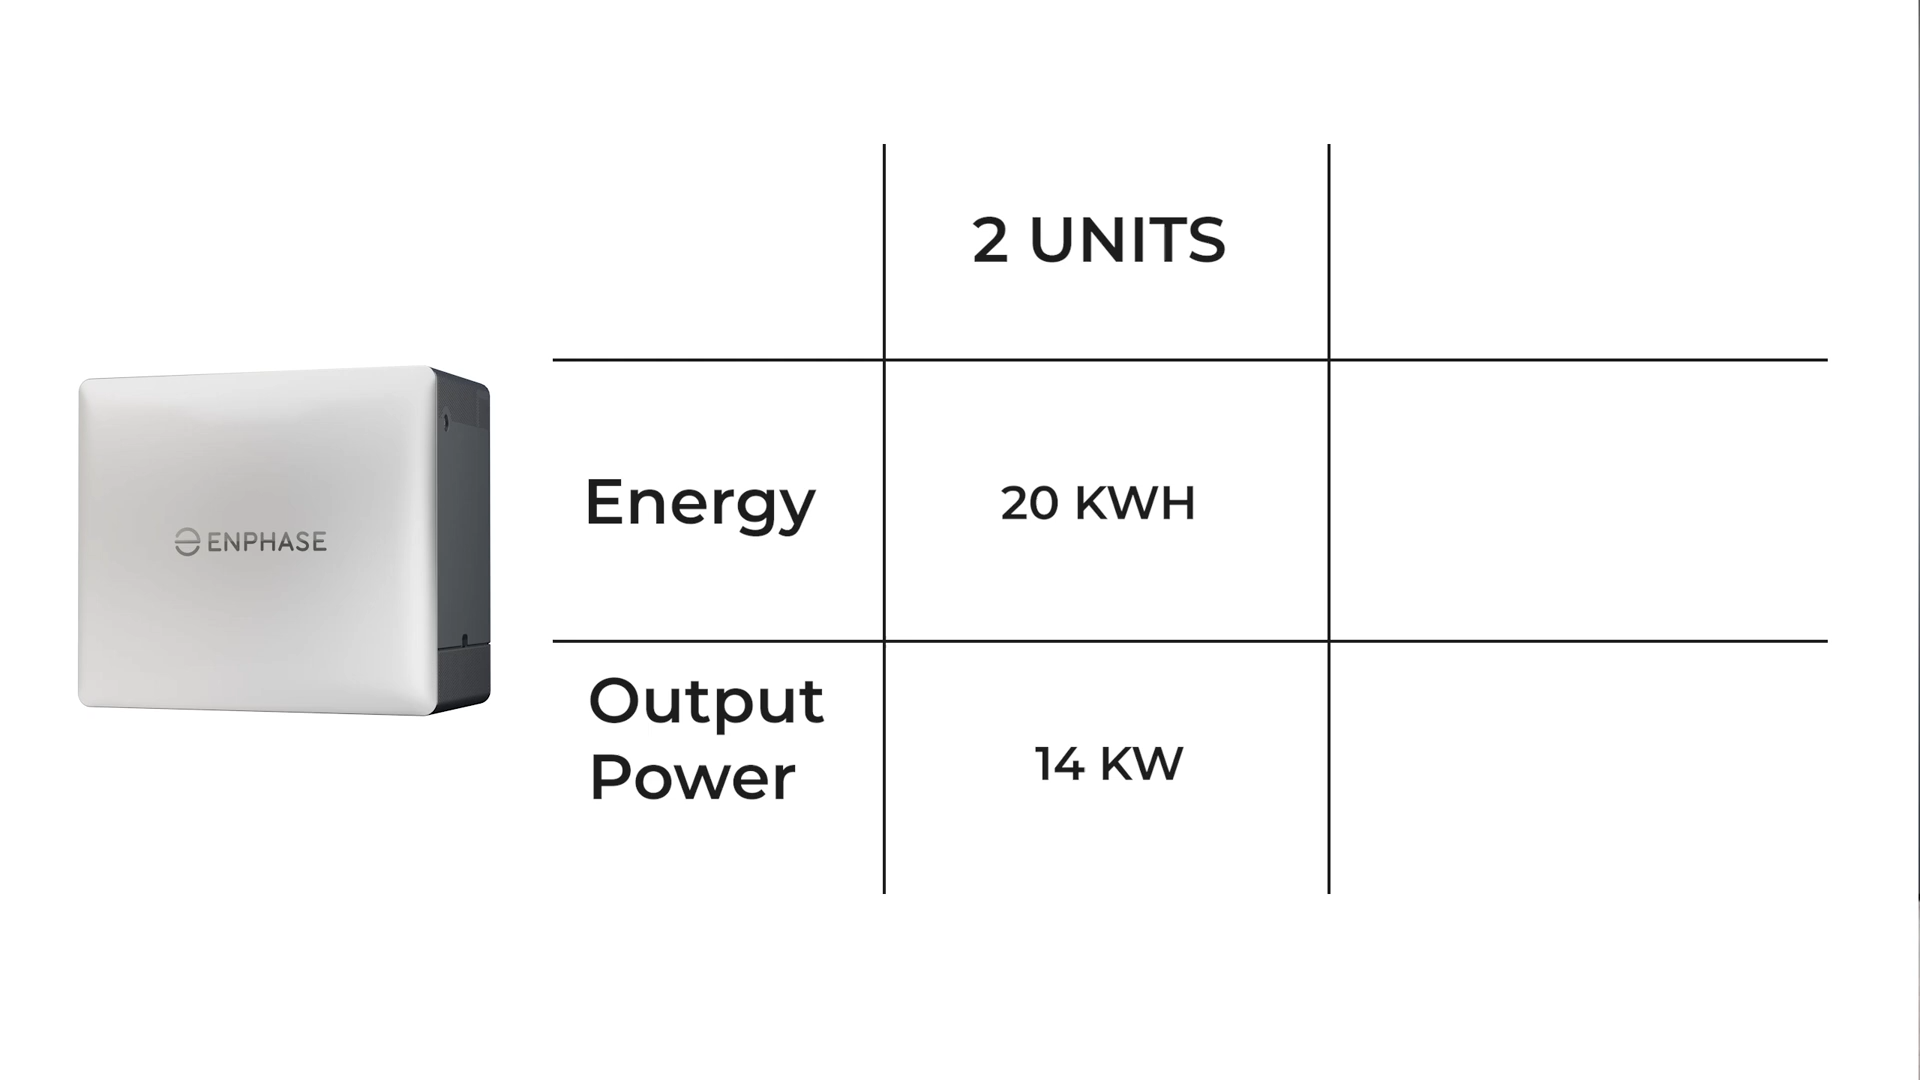 2 UNITS
ENPHASE
Energy
20 KWH
Output
Power
14 KW